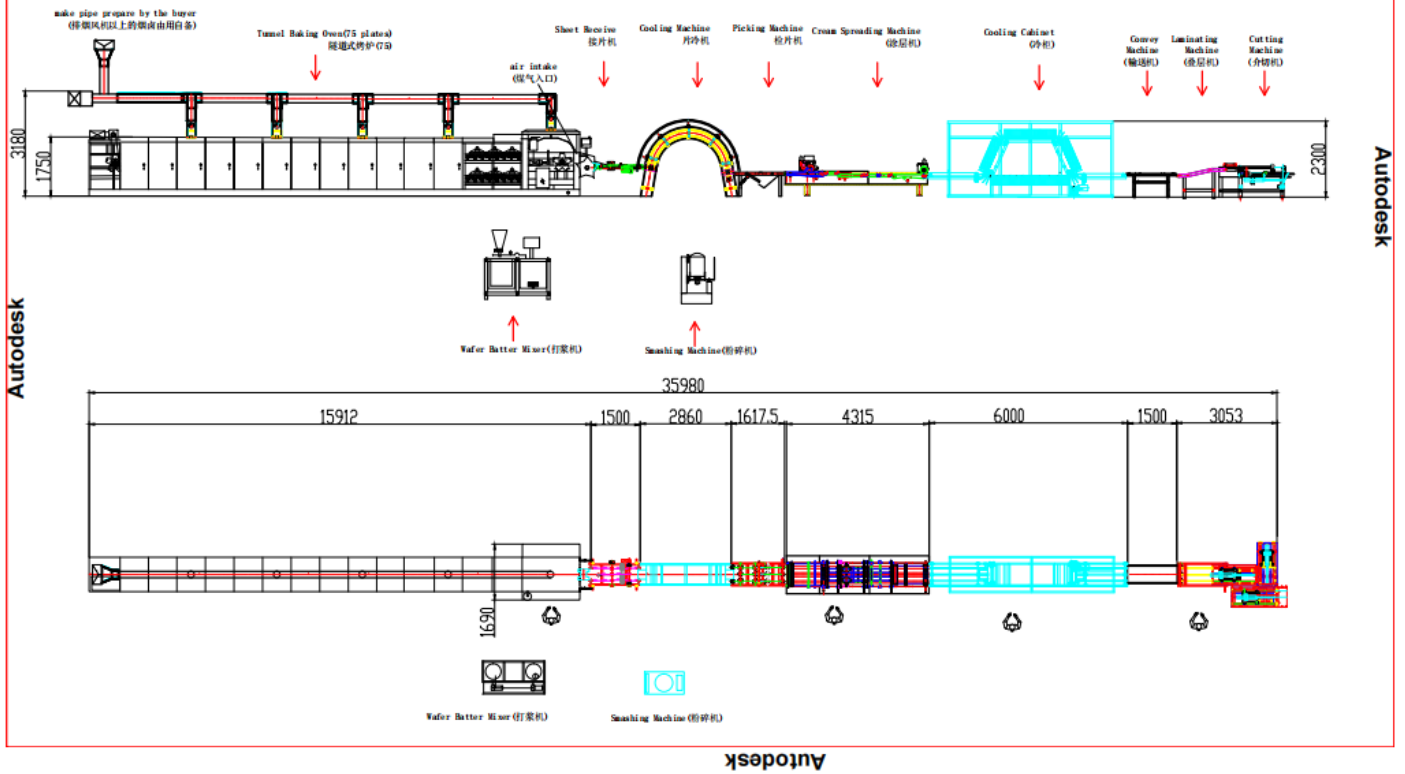 make pipe prepare by the buyer
(排烟风机以上的烟囱由用自备)
Tunnel Baking Oven(75 plates)
隧道式烤炉(75)
air intake
(煤气入口)
Sheet Receive
接片机
Cooling Machine
片冷机
Picking Machine
检片机
Cream Spreading Machine
(涂层机)
Cooling Cabinet
(冷柜)
Convey
Machine
(输送机)
Laminating
Machine
(叠层机)
Cutting
Machine
(介切机)
3180
1750
2300
Autodesk
Autodesk
Wafer Batter Mixer(打浆机)
Smashing Machine(粉碎机)
35980
15912
1500
2860
1617.5
4315
6000
1500
3053
1690
Wafer Batter Mixer(打浆机)
Smashing Machine(粉碎机)
Autodesk